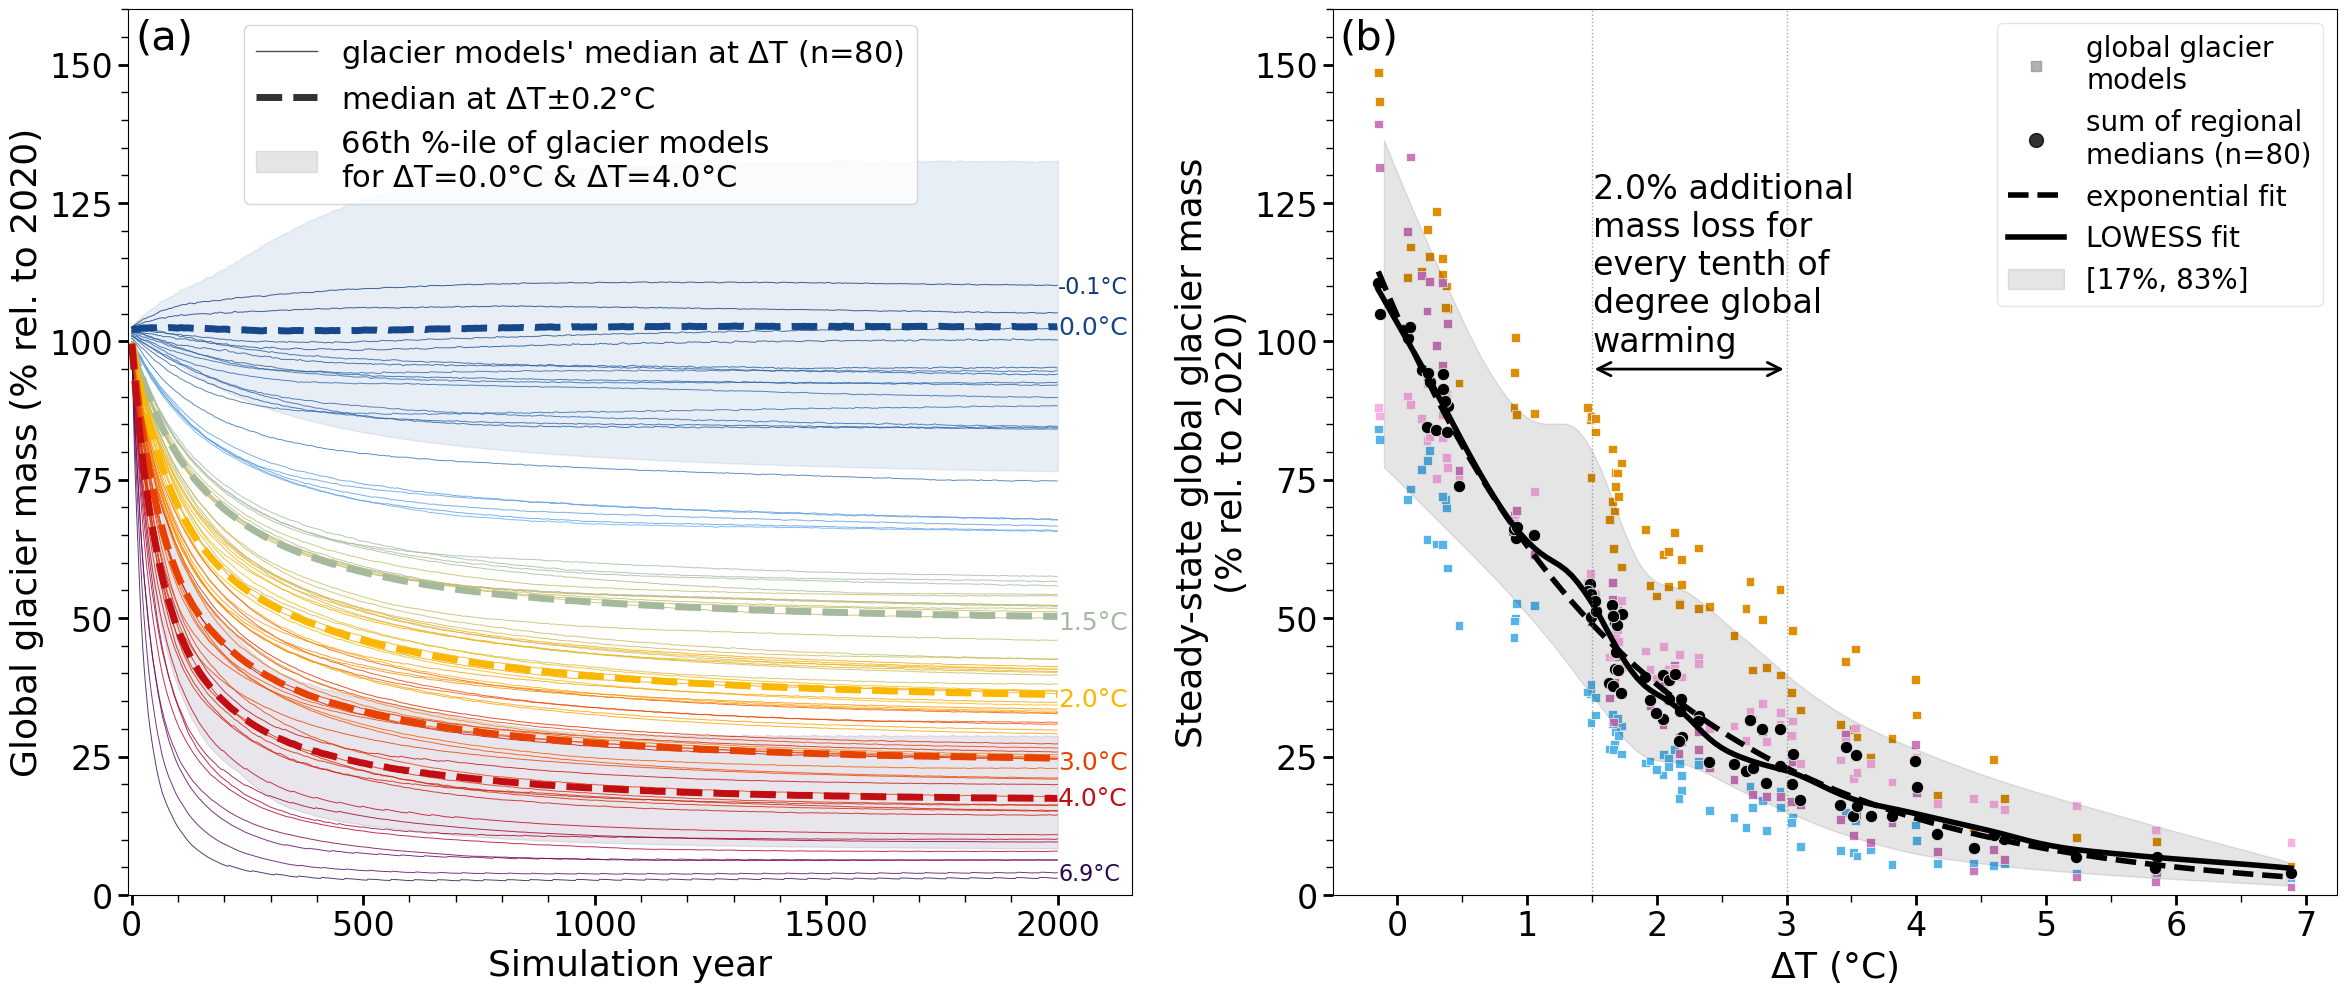 (a)
glacier models' median at ΔT (n=80)
median at ΔT±0.2°C
66th %-ile of glacier models
for ΔT=0.0°C & ΔT=4.0°C
Global glacier mass (% rel. to 2020)
150
125
100
75
50
25
0
-0.1°C
0.0°C
1.5°C
2.0°C
3.0°C
4.0°C
6.9°C
0 500 1000 1500 2000
Simulation year
(b)
global glacier
models
sum of regional
medians (n=80)
exponential fit
LOWESS fit
[17%, 83%]
2.0% additional
mass loss for
every tenth of
degree global
warming
Steady-state global glacier mass
(% rel. to 2020)
150
125
100
75
50
25
0
0 1 2 3 4 5 6 7
ΔT (°C)